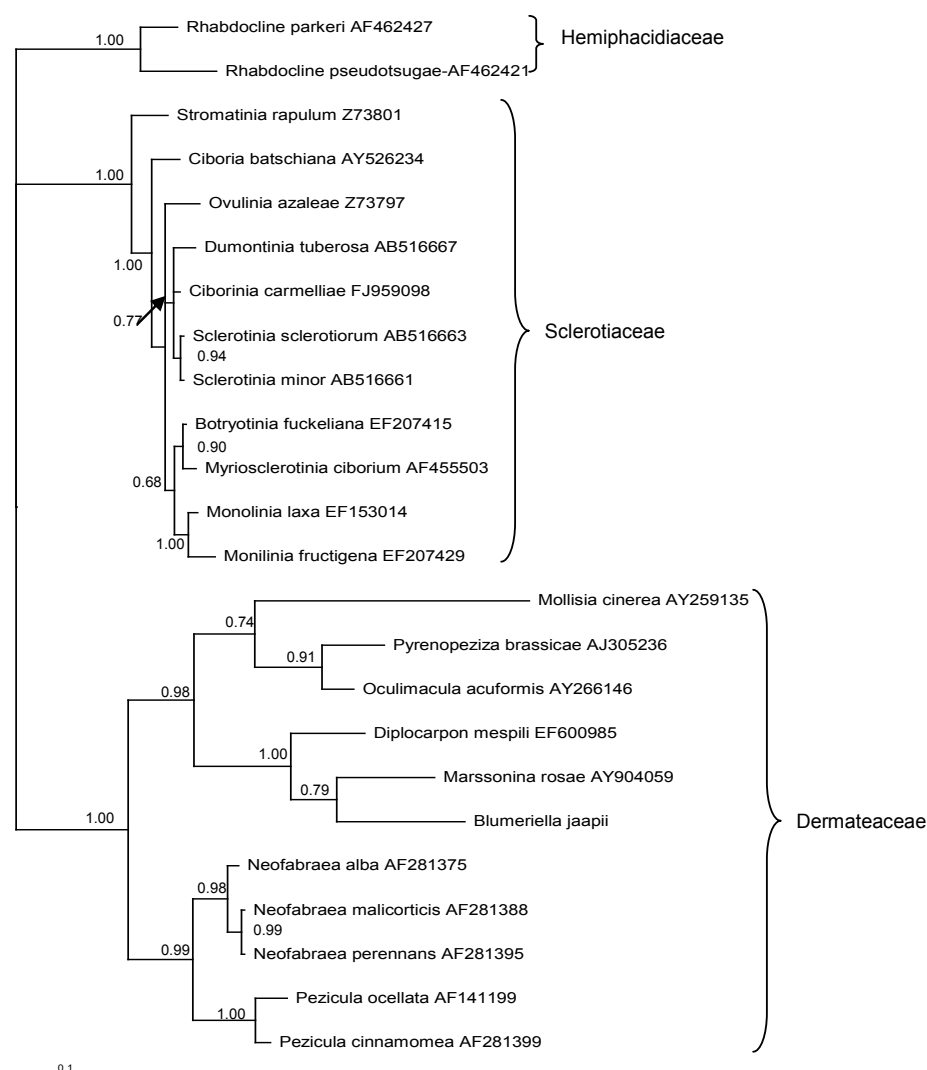 Rhabdocline parkeri AF462427
1.00
Hemiphacidiaceae
Rhabdocline pseudotsugae-AF462421
Stromatinia rapulum Z73801
Ciboria batschiana AY526234
1.00
Ovulinia azaleae Z73797
Dumontinia tuberosa AB516667
1.00
Ciborinia carmelliae FJ959098
0.77
Sclerotinia sclerotiorum AB516663
Sclerotiaceae
0.94
Sclerotinia minor AB516661
Botryotinia fuckeliana EF207415
0.90
Myriosclerotinia ciborium AF455503
0.68
Monolinia laxa EF153014
1.00
Monilinia fructigena EF207429
Mollisia cinerea AY259135
0.74
Pyrenopeziza brassicae AJ305236
0.91
Oculimacula acuformis AY266146
0.98
Diplocarpon mespili EF600985
1.00
Marssonina rosae AY904059
0.79
1.00
Blumeriella jaapii
Dermateaceae
Neofabraea alba AF281375
0.98
Neofabraea malicorticis AF281388
0.99
0.99
Neofabraea perennans AF281395
Pezicula ocellata AF141199
1.00
Pezicula cinnamomea AF281399
0.1